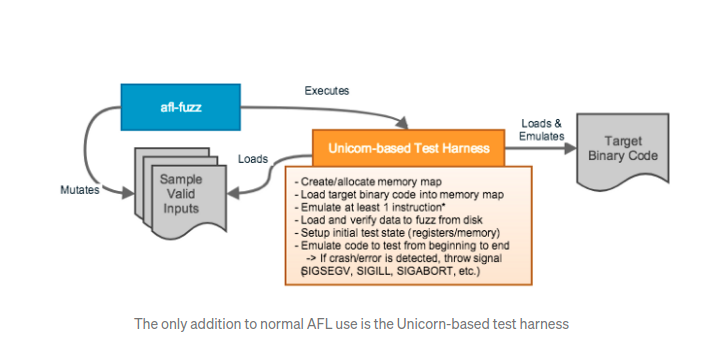 afl-fuzz
Executes
Loads &
Emulates
Target
Binary Code
Unicorn-based Test Harness
Loads
Sample
Valid
Inputs
Mutates
- Create/allocate memory map
- Load target binary code into memory map
- Emulate at least 1 instruction*
- Load and verify data to fuzz from disk
- Setup initial test state (registers/memory)
- Emulate code to test from beginning to end
-> If crash/error is detected, throw signal
(SIGSEGV, SIGILL, SIGABORT, etc.)
The only addition to normal AFL use is the Unicorn-based test harness